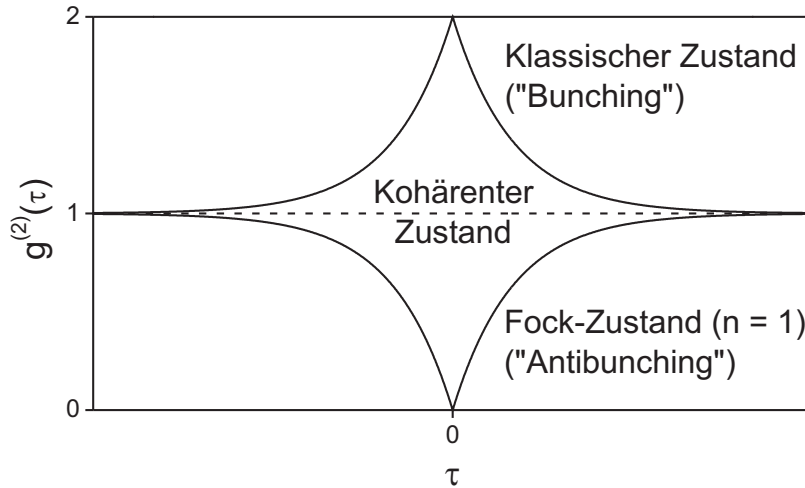 2
Klassischer Zustand
("Bunching")
Kohärenter
1
Zustand
g(2)(τ)
Fock-Zustand (n = 1)
("Antibunching")
0
0
τ